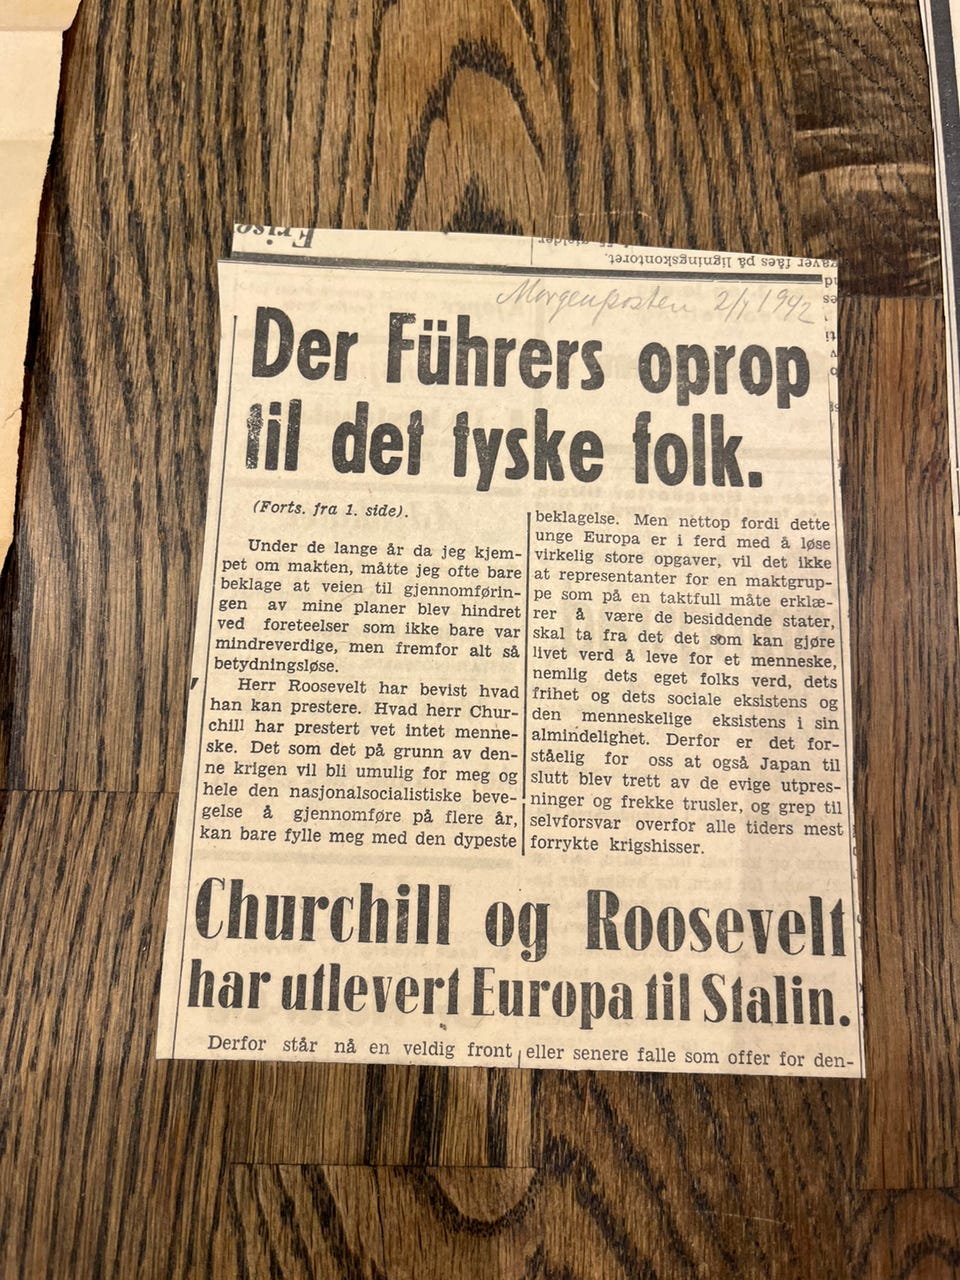 Erise
gaver fåes på ligningskontoret.
Morgenposten 2/1 1942
Der Führers oprop
til det tyske folk.
(Forts. fra 1. side).
Under de lange år da jeg kjem-
pet om makten, måtte jeg ofte bare
beklage at veien til gjennomførin-
gen av mine planer blev hindret
ved foreteelser som ikke bare var
mindreverdige, men fremfor alt så
betydningsløse.
Herr Roosevelt har bevist hvad
han kan prestere. Hvad herr Chur-
chill har prestert vet intet menne-
ske. Det som det på grunn av den-
ne krigen vil bli umulig for meg og
hele den nasjonalsocialistiske beve-
gelse å gjennomføre på flere år,
kan bare fylle meg med den dypeste
beklagelse. Men nettop fordi dette
unge Europa er i ferd med å løse
virkelig store opgaver, vil det ikke
at representanter for en maktgrup-
pe som på en taktfull måte erklæ-
rer å være de besiddende stater,
skal ta fra det det som kan gjøre
livet verd å leve for et menneske,
nemlig dets eget folks verd, dets
frihet og dets sociale eksistens og
den menneskelige eksistens i sin
almindelighet. Derfor er det for-
ståelig for oss at også Japan til
slutt blev trett av de evige utpres-
ninger og frekke trusler, og grep til
selvforsvar overfor alle tiders mest
forrykte krigshisser.
Churchill og Roosevelt
har utlevert Europa til Stalin.
Derfor står nå en veldig front
eller senere falle som offer for den-